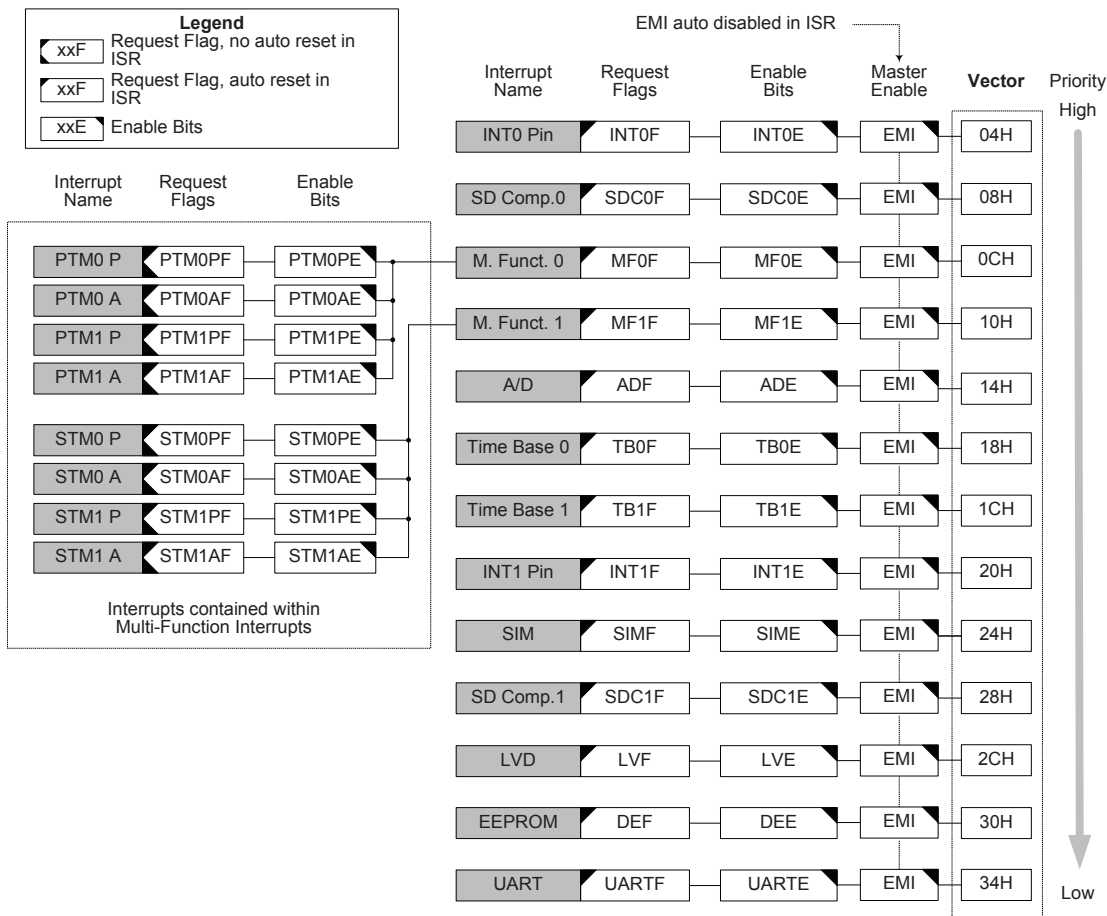 Legend
xxF Request Flag, no auto reset in
ISR
xxF Request Flag, auto reset in
ISR
xxE Enable Bits
EMI auto disabled in ISR
Interrupt Name Request Flags Enable Bits Master Enable Vector Priority
High
INT0 Pin INT0F INT0E EMI 04H
SD Comp.0 SDC0F SDC0E EMI 08H
M. Funct. 0 MF0F MF0E EMI 0CH
M. Funct. 1 MF1F MF1E EMI 10H
A/D ADF ADE EMI 14H
Time Base 0 TB0F TB0E EMI 18H
Time Base 1 TB1F TB1E EMI 1CH
INT1 Pin INT1F INT1E EMI 20H
SIM SIMF SIME EMI 24H
SD Comp.1 SDC1F SDC1E EMI 28H
LVD LVF LVE EMI 2CH
EEPROM DEF DEE EMI 30H
UART UARTF UARTE EMI 34H
Low
Interrupt Name Request Flags Enable Bits
PTM0 P PTM0PF PTM0PE
PTM0 A PTM0AF PTM0AE
PTM1 P PTM1PF PTM1PE
PTM1 A PTM1AF PTM1AE
STM0 P STM0PF STM0PE
STM0 A STM0AF STM0AE
STM1 P STM1PF STM1PE
STM1 A STM1AF STM1AE
Interrupts contained within
Multi-Function Interrupts